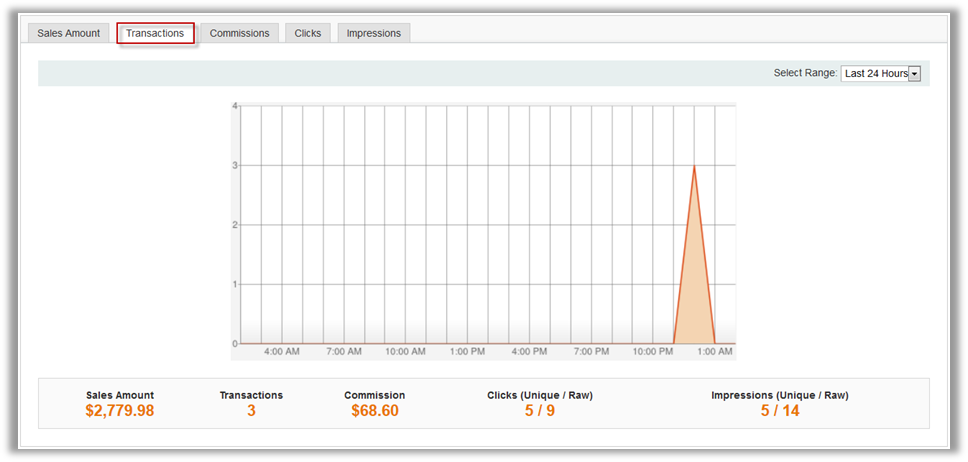 Sales Amount Transactions Commissions Clicks Impressions
Select Range: Last 24 Hours
4
3
2
1
0
4:00 AM 7:00 AM 10:00 AM 1:00 PM 4:00 PM 7:00 PM 10:00 PM 1:00 AM
Sales Amount Transactions Commission Clicks (Unique / Raw) Impressions (Unique / Raw)
$2,779.98 3 $68.60 5 / 9 5 / 14